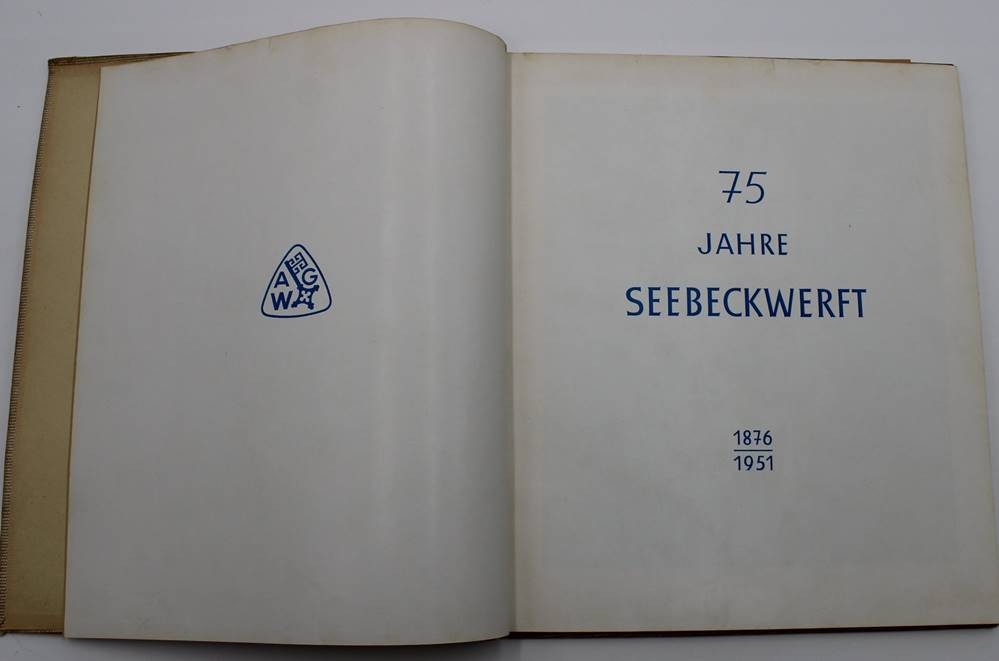 A G
W
75
JAHRE
SEEBECKWERFT
1876
1951